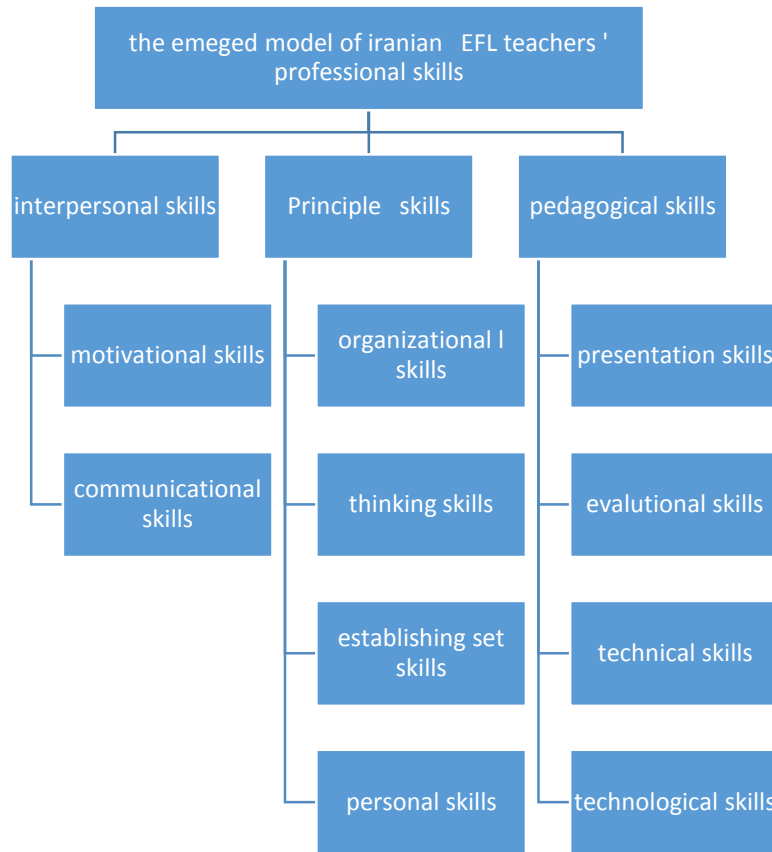 the emeged model of iranian EFL teachers '
professional skills
interpersonal skills
Principle skills
pedagogical skills
motivational skills
organizational l
skills
presentation skills
communicational
skills
thinking skills
evalutional skills
establishing set
skills
technical skills
personal skills
technological skills